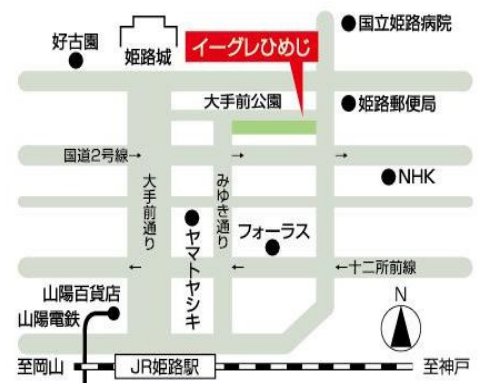 国立姫路病院
好古園
姫路城
イーグレひめじ
大手前公園
姫路郵便局
国道2号線→
→
→
NHK
大手前通り
みゆき通り
フォーラス
ヤマトヤシキ
←
←
←十二所前線
山陽百貨店
山陽電鉄
N
至岡山
JR姫路駅
至神戸